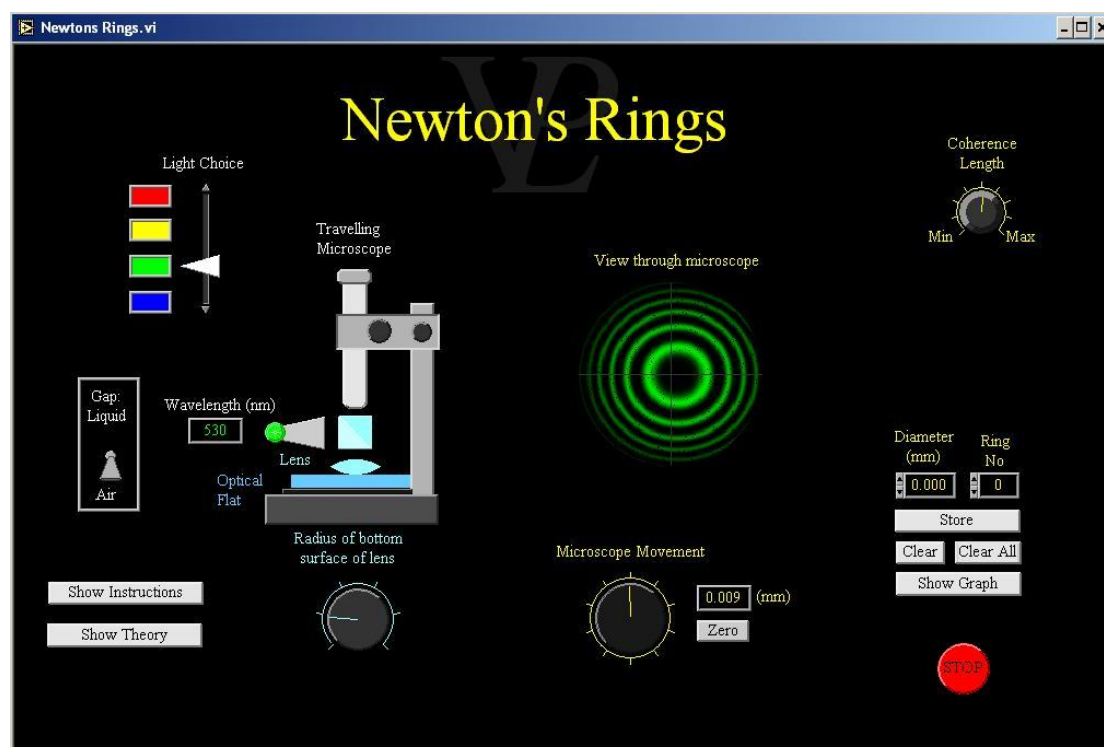 Newtons Rings.vi
VPL
Newton's Rings
Light Choice
Coherence
Length
Min
Max
Travelling
Microscope
View through microscope
Gap:
Liquid
Air
Wavelength (nm)
530
Lens
Optical
Flat
Diameter
(mm)
Ring
No
0.000
0
Store
Clear
Clear All
Show Graph
Radius of bottom
surface of lens
Microscope Movement
0.009
(mm)
Zero
Show Instructions
Show Theory
STOP